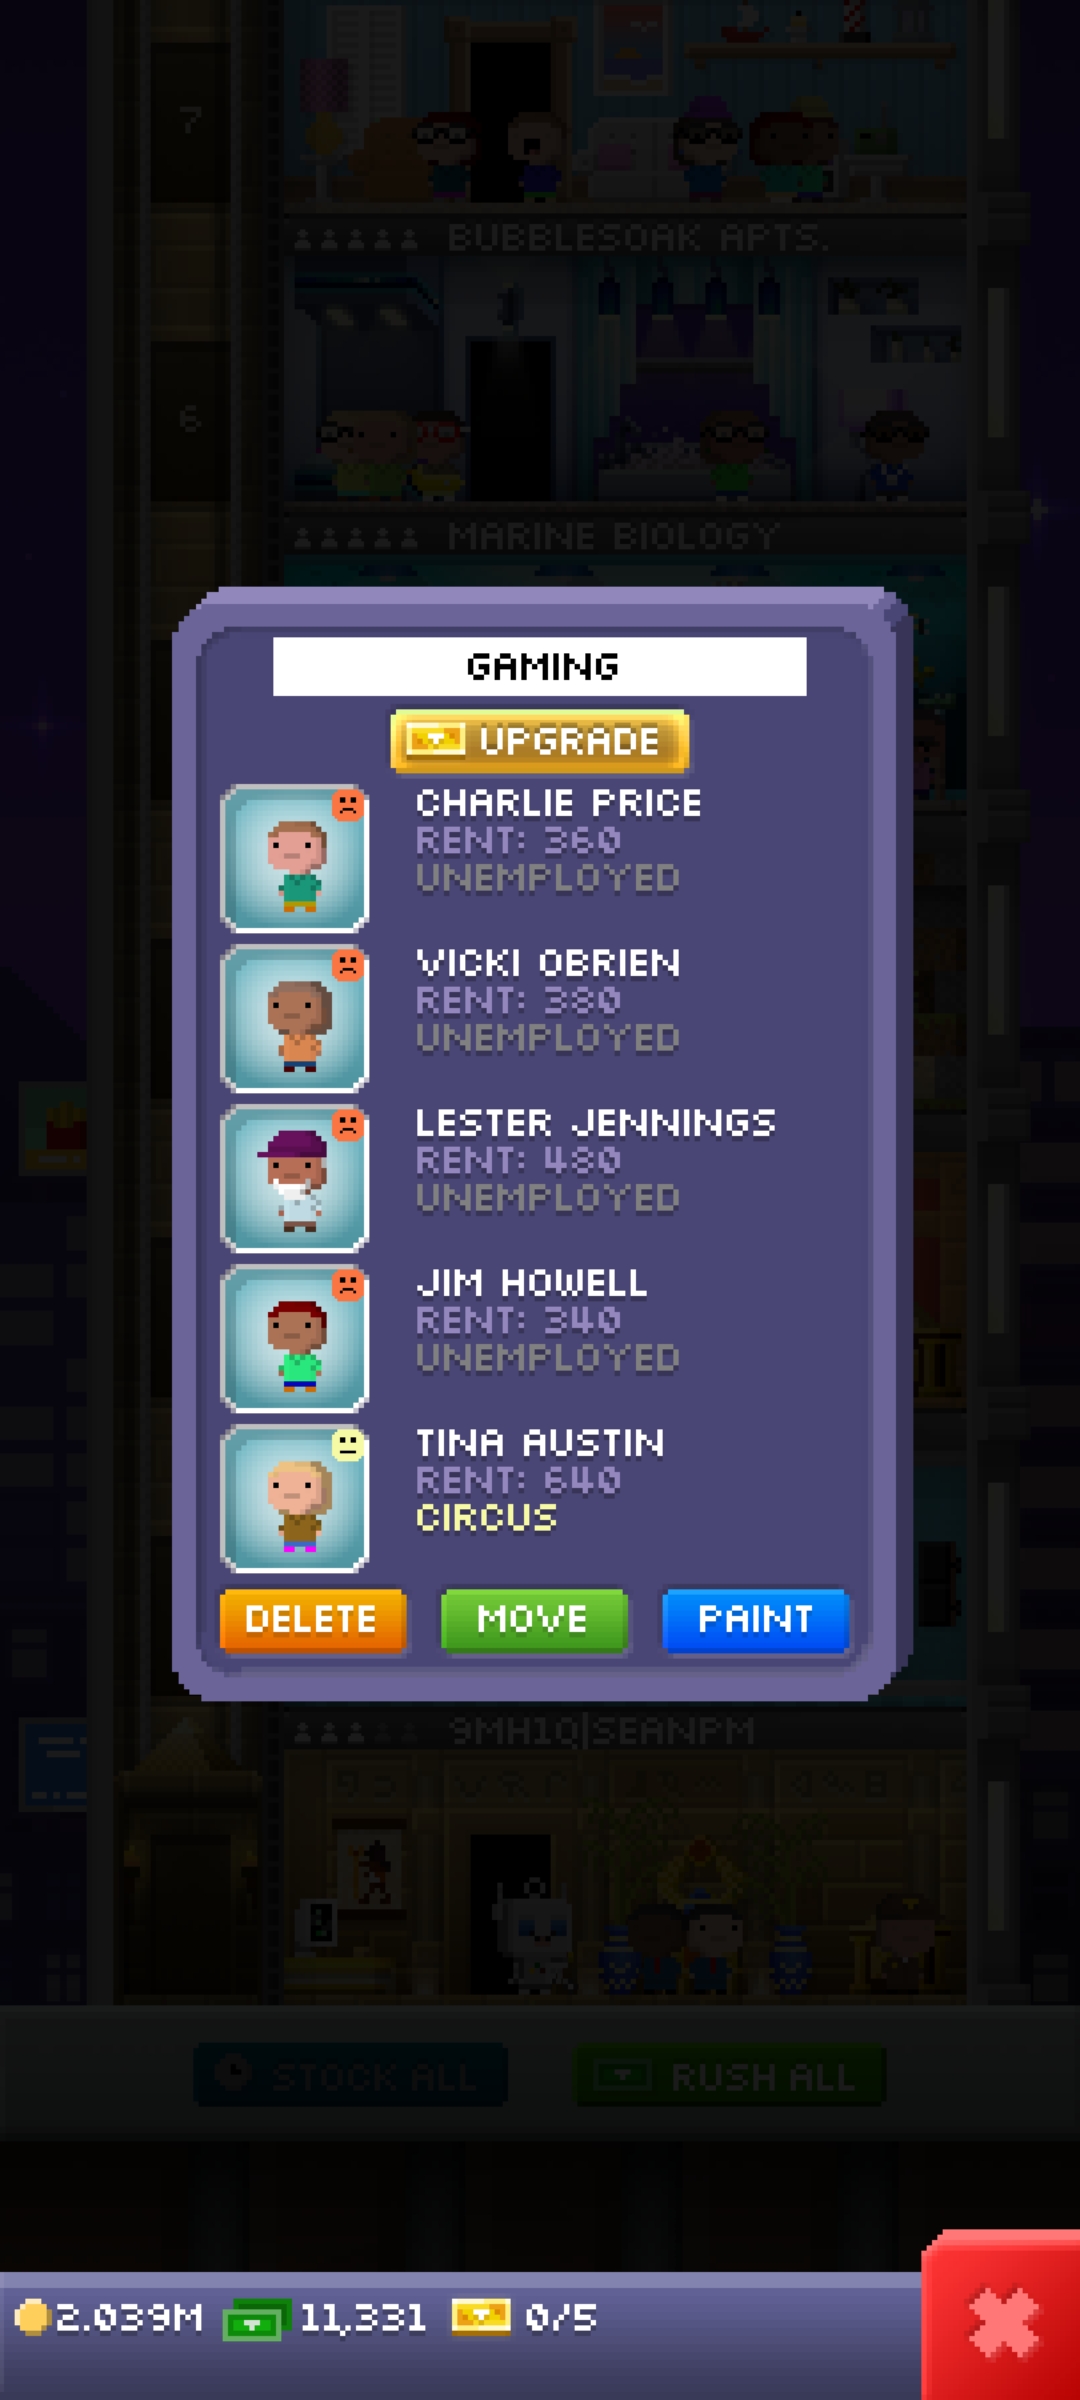 7
BUBBLESOAK APTS.
6
MARINE BIOLOGY
GAMING
UPGRADE
CHARLIE PRICE
RENT: 360
UNEMPLOYED
VICKI OBRIEN
RENT: 380
UNEMPLOYED
LESTER JENNINGS
RENT: 480
UNEMPLOYED
JIM HOWELL
RENT: 340
UNEMPLOYED
TINA AUSTIN
RENT: 640
CIRCUS
DELETE MOVE PAINT
9MH1Q|SEANPM
STOCK ALL RUSH ALL
2.039M 11,331 0/5